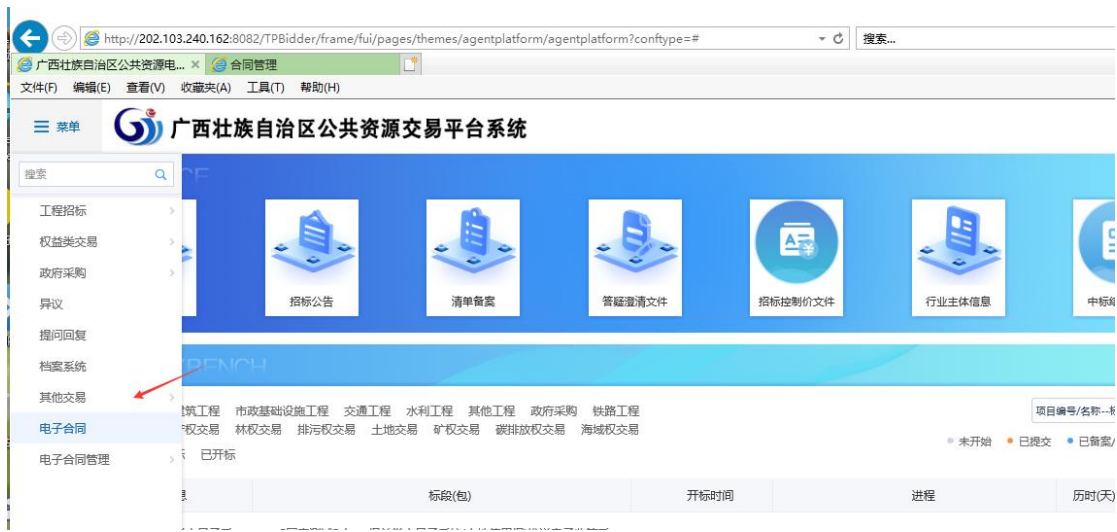 http://202.103.240.162:8082/TPBidder/frame/fui/pages/themes/agentplatform/agentplatform?conftype=#
搜索...
广西壮族自治区公共资源电... ×
合同管理
文件(F) 编辑(E) 查看(V) 收藏夹(A) 工具(T) 帮助(H)
菜单
广西壮族自治区公共资源交易平台系统
搜索
工程招标
权益类交易
政府采购
异议
提问回复
档案系统
其他交易
电子合同
电子合同管理
招标公告
清单备案
答疑澄清文件
招标控制价文件
行业主体信息
中标
建筑工程 市政基础设施工程 交通工程 水利工程 其他工程 政府采购 铁路工程
权交易 林权交易 排污权交易 土地交易 矿权交易 碳排放权交易 海域权交易
已开标
项目编号/名称--标
未开始 已提交 已备案/
标段(包) 开标时间 进程 历时(天)